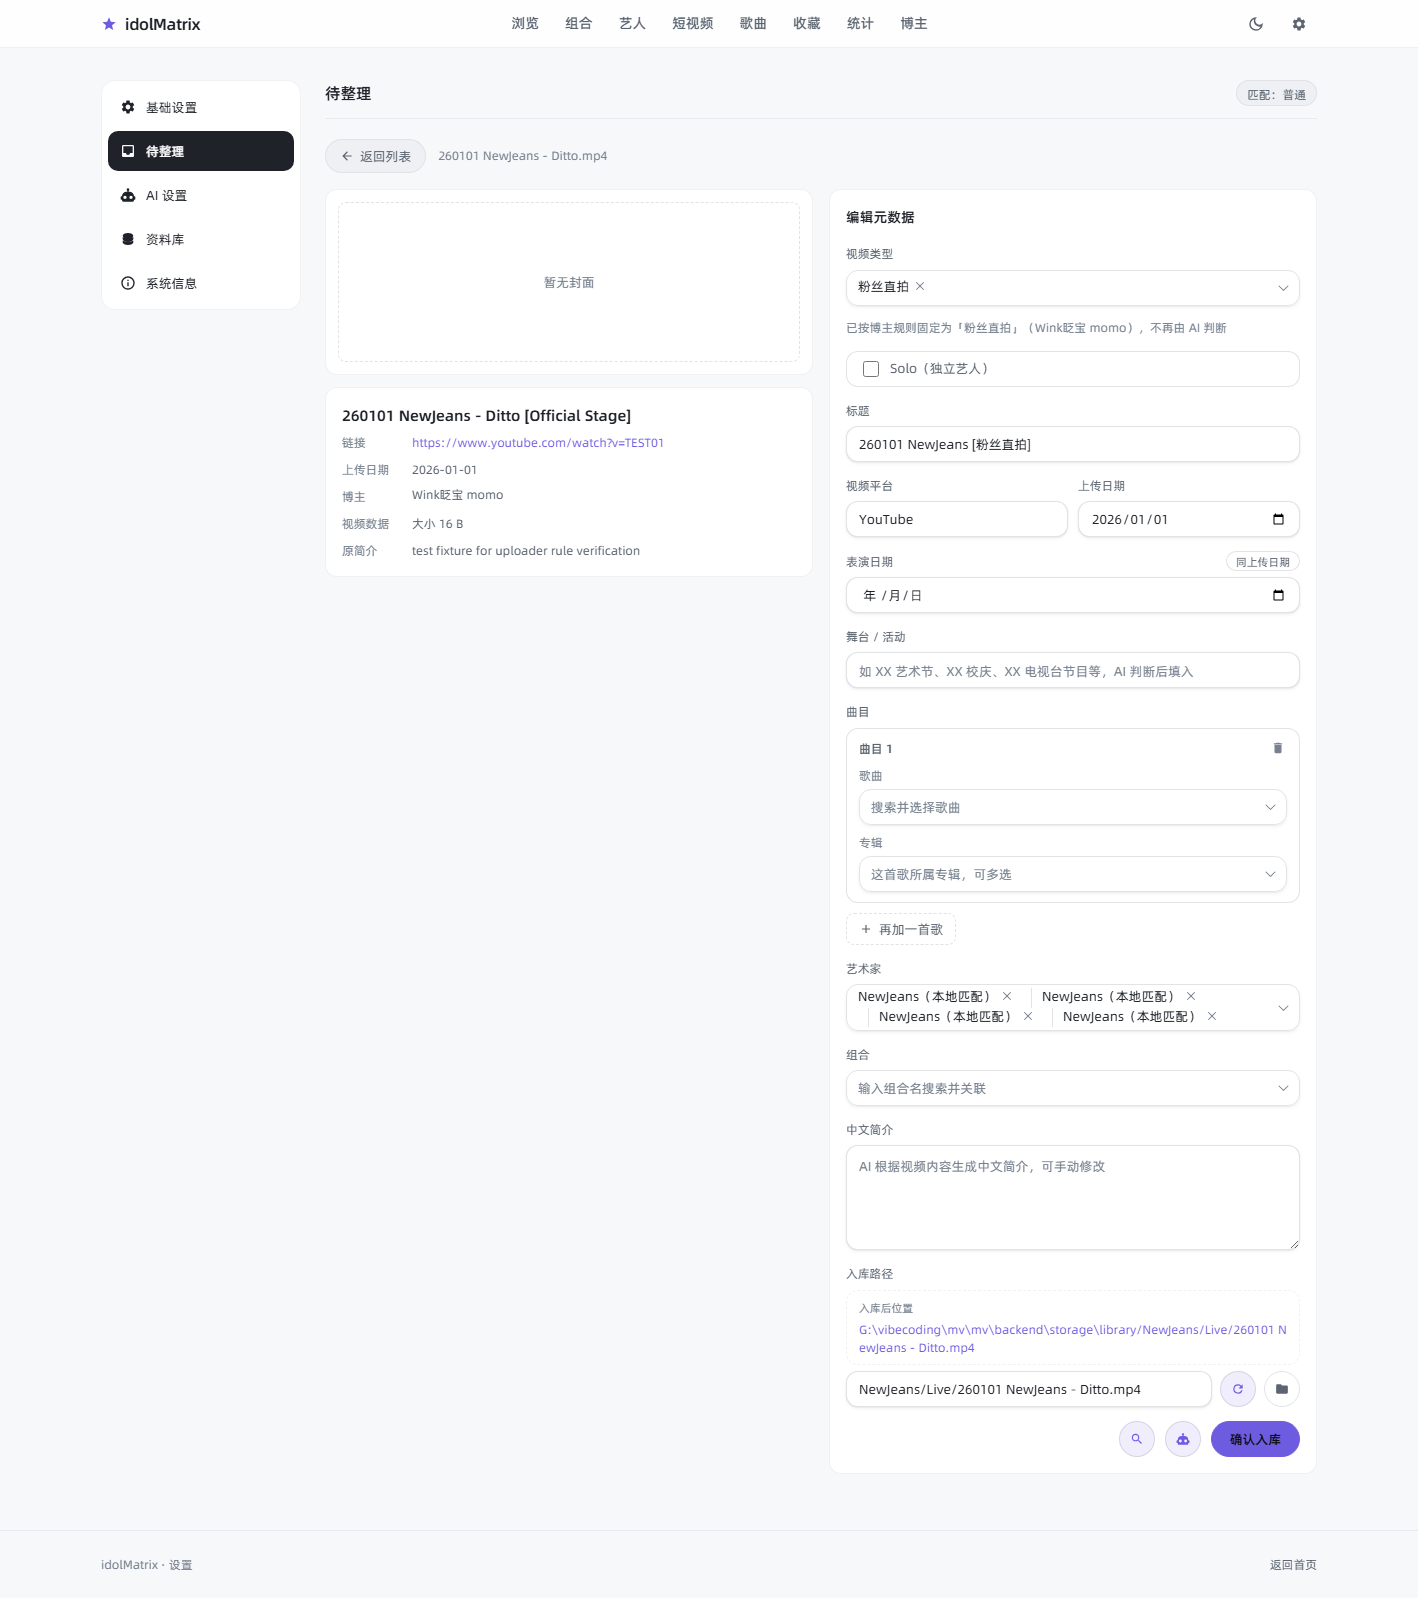 idolMatrix
浏览 组合 艺人 短视频 歌曲 收藏 统计 博主
基础设置
待整理
AI 设置
资料库
系统信息
待整理
匹配：普通
返回列表
260101 NewJeans - Ditto.mp4
暂无封面
260101 NewJeans - Ditto [Official Stage]
链接 https://www.youtube.com/watch?v=TEST01
上传日期 2026-01-01
博主 Wink眨宝 momo
视频数据 大小 16 B
原简介 test fixture for uploader rule verification
编辑元数据
视频类型
粉丝直拍
已按博主规则固定为「粉丝直拍」（Wink眨宝 momo），不再由 AI 判断
Solo（独立艺人）
标题
260101 NewJeans [粉丝直拍]
视频平台 上传日期
YouTube 2026/01/01
表演日期 同上传日期
年 /月/日
舞台 / 活动
如 XX 艺术节、XX 校庆、XX 电视台节目等，AI 判断后填入
曲目
曲目 1
歌曲
搜索并选择歌曲
专辑
这首歌所属专辑，可多选
再加一首歌
艺术家
NewJeans（本地匹配） NewJeans（本地匹配）
NewJeans（本地匹配） NewJeans（本地匹配）
组合
输入组合名搜索并关联
中文简介
AI 根据视频内容生成中文简介，可手动修改
入库路径
入库后位置
G:\vibecoding\mv\mv\backend\storage\library/NewJeans/Live/260101 N
ewJeans - Ditto.mp4
NewJeans/Live/260101 NewJeans - Ditto.mp4
确认入库
idolMatrix · 设置
返回首页